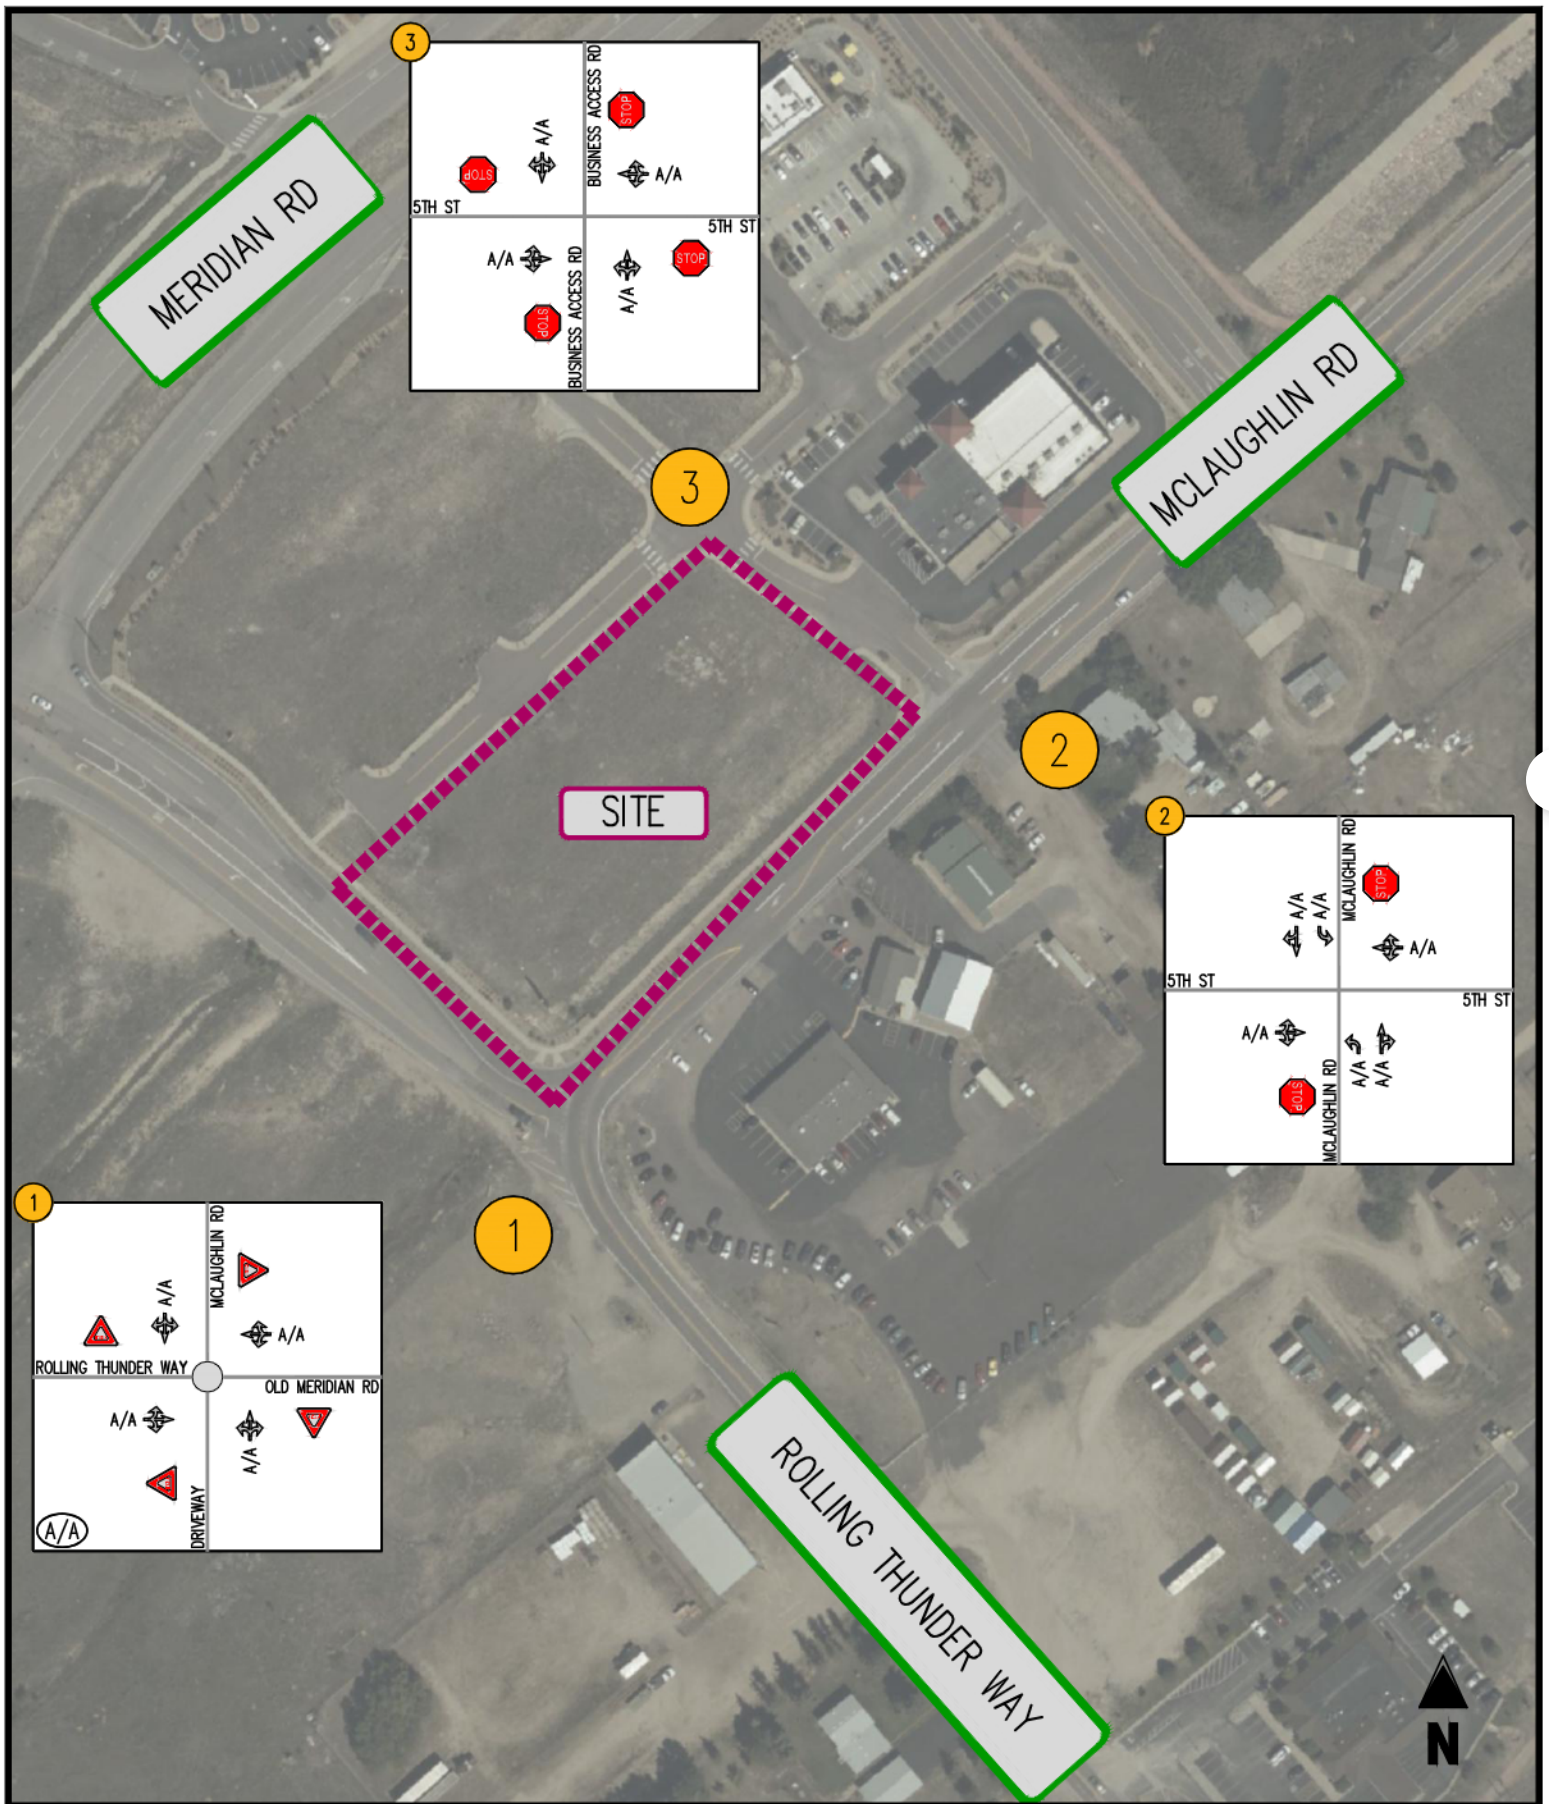 3
BUSINESS ACCESS RD
STOP
A/A
STOP
A/A
5TH ST
5TH ST
A/A
STOP
A/A
STOP
BUSINESS ACCESS RD
MERIDIAN RD
MCLAUGHLIN RD
3
2
SITE
2
MCLAUGHLIN RD
STOP
A/A
A/A
A/A
5TH ST
5TH ST
A/A
A/A
A/A
STOP
MCLAUGHLIN RD
1
1
MCLAUGHLIN RD
A/A
A/A
ROLLING THUNDER WAY
OLD MERIDIAN RD
A/A
A/A
DRIVEWAY
A/A
ROLLING THUNDER WAY
N